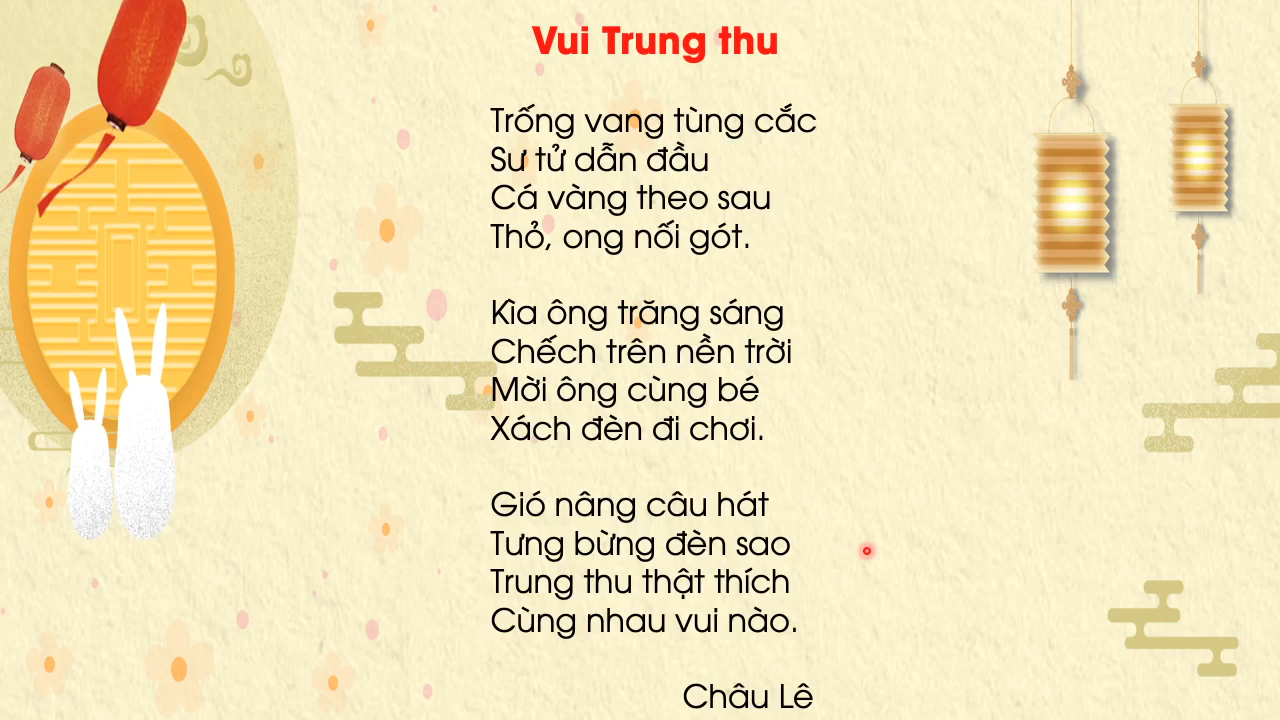 Vui Trung thu
Trống vang tùng cắc
Sư tử dẫn đầu
Cá vàng theo sau
Thỏ, ong nối gót.
Kìa ông trăng sáng
Chếch trên nền trời
Mời ông cùng bé
Xách đèn đi chơi.
Gió nâng câu hát
Tưng bừng đèn sao
Trung thu thật thích
Cùng nhau vui nào.
Châu Lê